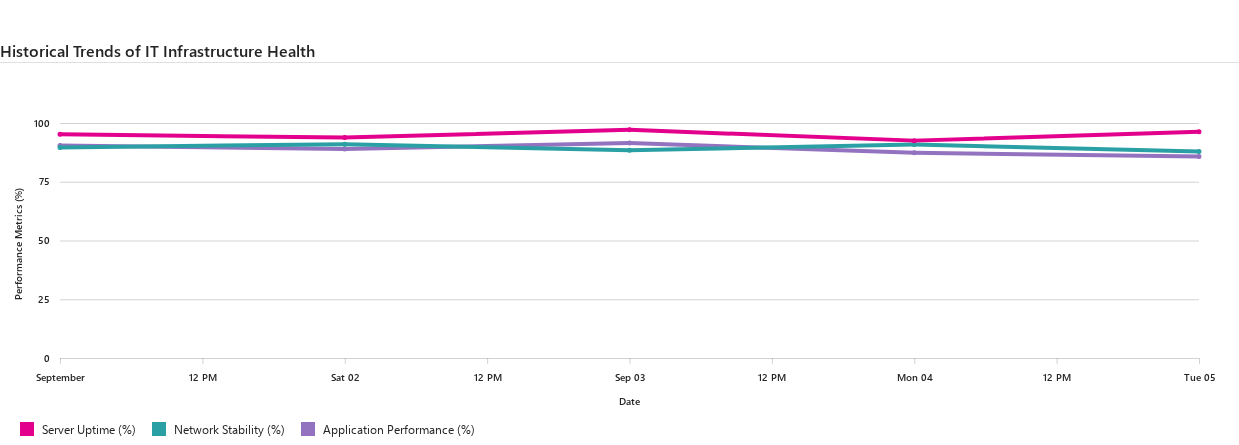 Historical Trends of IT Infrastructure Health
100
75
50
25
0
Performance Metrics (%)
September 12 PM Sat 02 12 PM Sep 03 12 PM Mon 04 12 PM Tue 05
Date
Server Uptime (%) Network Stability (%) Application Performance (%)